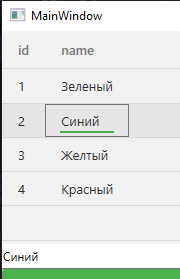 MainWindow
id name
1 Зеленый
2 Синий
3 Желтый
4 Красный
Синий